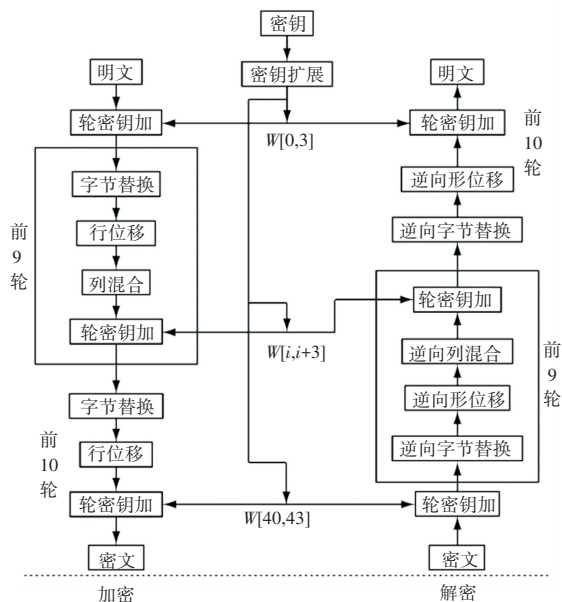 密钥
密钥扩展
明文
轮密钥加
字节替换
行位移
列混合
轮密钥加
前9轮
字节替换
行位移
轮密钥加
前10轮
密文
加密
W[0,3]
W[i,i+3]
W[40,43]
明文
轮密钥加
前10轮
逆向形位移
逆向字节替换
轮密钥加
逆向列混合
逆向形位移
逆向字节替换
前9轮
轮密钥加
密文
解密